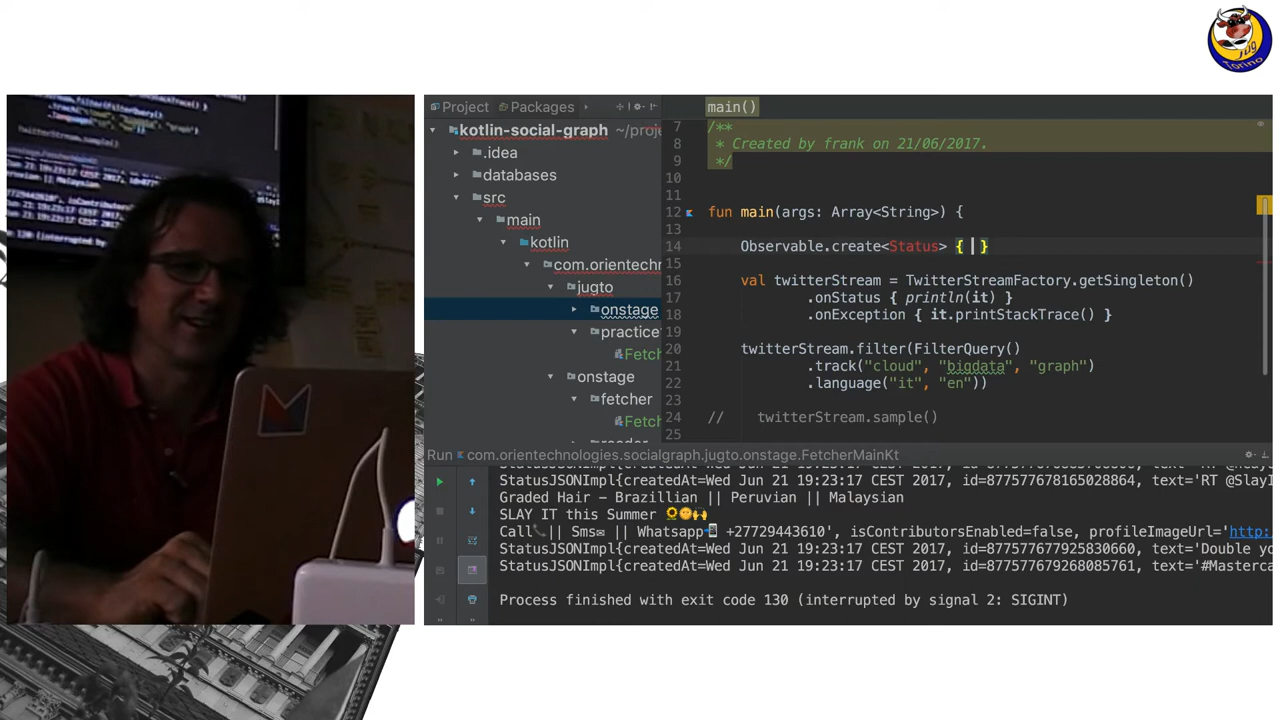 jug
Torino
Project
Packages
kotlin-social-graph ~/proje
.idea
databases
src
main
kotlin
com.orientechn
jugto
onstage
practice
Fetch
onstage
fetcher
Fetch
main()
7 /**
8 * Created by frank on 21/06/2017.
9 */
10
11
12 fun main(args: Array<String>) {
13
14 Observable.create<Status> { }
15
16 val twitterStream = TwitterStreamFactory.getSingleton()
17 .onStatus { println(it) }
18 .onException { it.printStackTrace() }
19
20 twitterStream.filter(FilterQuery()
21 .track("cloud", "bigdata", "graph")
22 .language("it", "en"))
23
24 // twitterStream.sample()
25
Run com.orientechnologies.socialgraph.jugto.onstage.FetcherMainKt
StatusJSONImpl{createdAt=Wed Jun 21 19:23:17 CEST 2017, id=877577678165028864, text='RT @SlayI
Graded Hair – Brazillian || Peruvian || Malaysian
SLAY IT this Summer 🌻🌞🙌
Call📞|| Sms✉ || Whatsapp📲 +27729443610', isContributorsEnabled=false, profileImageUrl='http:
StatusJSONImpl{createdAt=Wed Jun 21 19:23:17 CEST 2017, id=877577677925830660, text='Double yo
StatusJSONImpl{createdAt=Wed Jun 21 19:23:17 CEST 2017, id=877577679268085761, text='#Masterca
Process finished with exit code 130 (interrupted by signal 2: SIGINT)